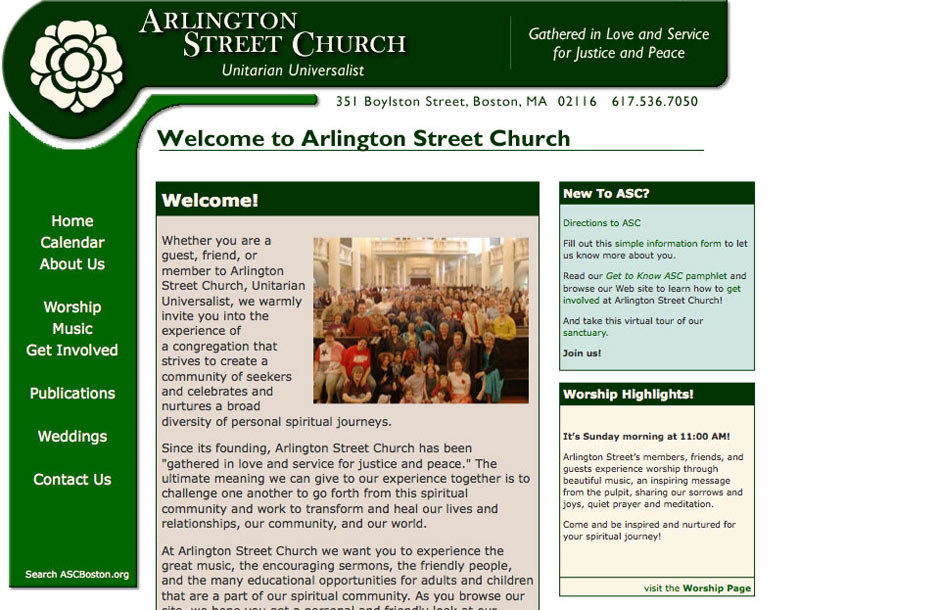 ARLINGTON
STREET CHURCH
Unitarian Universalist
Gathered in Love and Service
for Justice and Peace
351 Boylston Street, Boston, MA 02116 617.536.7050
Welcome to Arlington Street Church
Home
Calendar
About Us
Worship
Music
Get Involved
Publications
Weddings
Contact Us
Search ASCBoston.org
Welcome!
Whether you are a
guest, friend, or
member to Arlington
Street Church, Unitarian
Universalist, we warmly
invite you into the
experience of
a congregation that
strives to create a
community of seekers
and celebrates and
nurtures a broad
diversity of personal spiritual journeys.
Since its founding, Arlington Street Church has been
"gathered in love and service for justice and peace." The
ultimate meaning we can give to our experience together is to
challenge one another to go forth from this spiritual
community and work to transform and heal our lives and
relationships, our community, and our world.
At Arlington Street Church we want you to experience the
great music, the encouraging sermons, the friendly people,
and the many educational opportunities for adults and children
that are a part of our spiritual community. As you browse our
site, we hope you get a personal and friendly look at our
New To ASC?
Directions to ASC
Fill out this simple information form to let
us know more about you.
Read our Get to Know ASC pamphlet and
browse our Web site to learn how to get
involved at Arlington Street Church!
And take this virtual tour of our
sanctuary.
Join us!
Worship Highlights!
It's Sunday morning at 11:00 AM!
Arlington Street's members, friends, and
guests experience worship through
beautiful music, an inspiring message
from the pulpit, sharing our sorrows and
joys, quiet prayer and meditation.
Come and be inspired and nurtured for
your spiritual journey!
visit the Worship Page